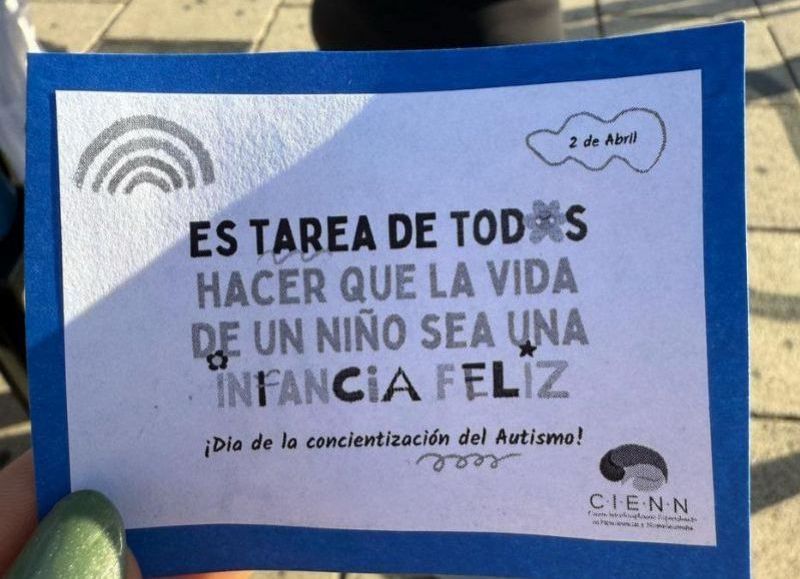 2 de Abril
ES TAREA DE TODOS
HACER QUE LA VIDA
DE UN NIÑO SEA UNA
INFANCiA FELIZ
¡Dia de la concientización del Autismo!
C·I·E·N·N